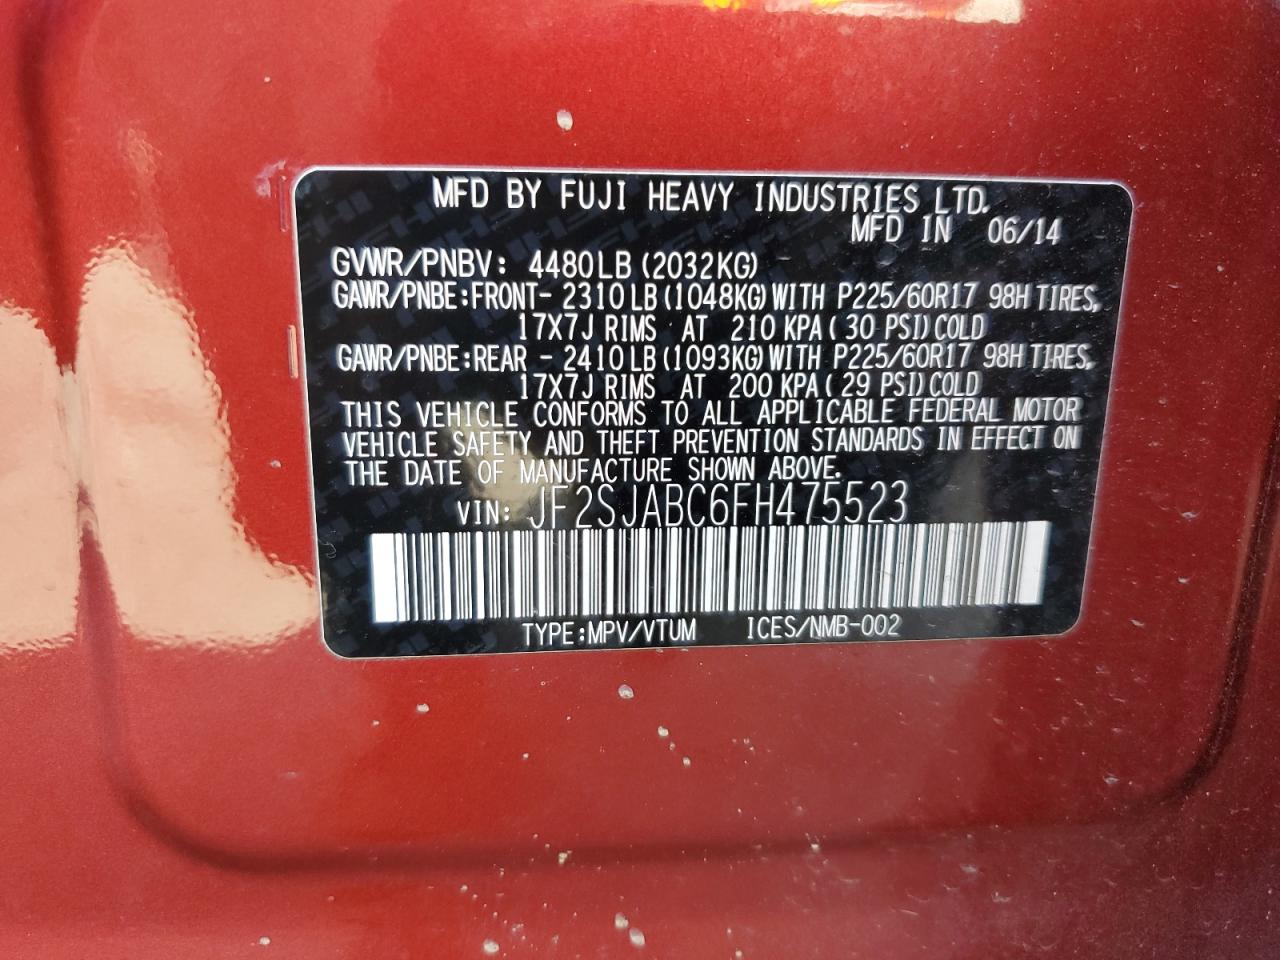 MFD BY FUJI HEAVY INDUSTRIES LTD.
MFD IN 06/14
GVWR/PNBV: 4480LB (2032KG)
GAWR/PNBE:FRONT- 2310LB (1048KG) WITH P225/60R17 98H TIRES,
17X7J RIMS AT 210 KPA ( 30 PSI) COLD
GAWR/PNBE:REAR - 2410LB (1093KG) WITH P225/60R17 98H TIRES,
17X7J RIMS AT 200 KPA ( 29 PSI) COLD
THIS VEHICLE CONFORMS TO ALL APPLICABLE FEDERAL MOTOR
VEHICLE SAFETY AND THEFT PREVENTION STANDARDS IN EFFECT ON
THE DATE OF MANUFACTURE SHOWN ABOVE.
VIN: JF2SJABC6FH475523
TYPE:MPV/VTUM ICES/NMB-002